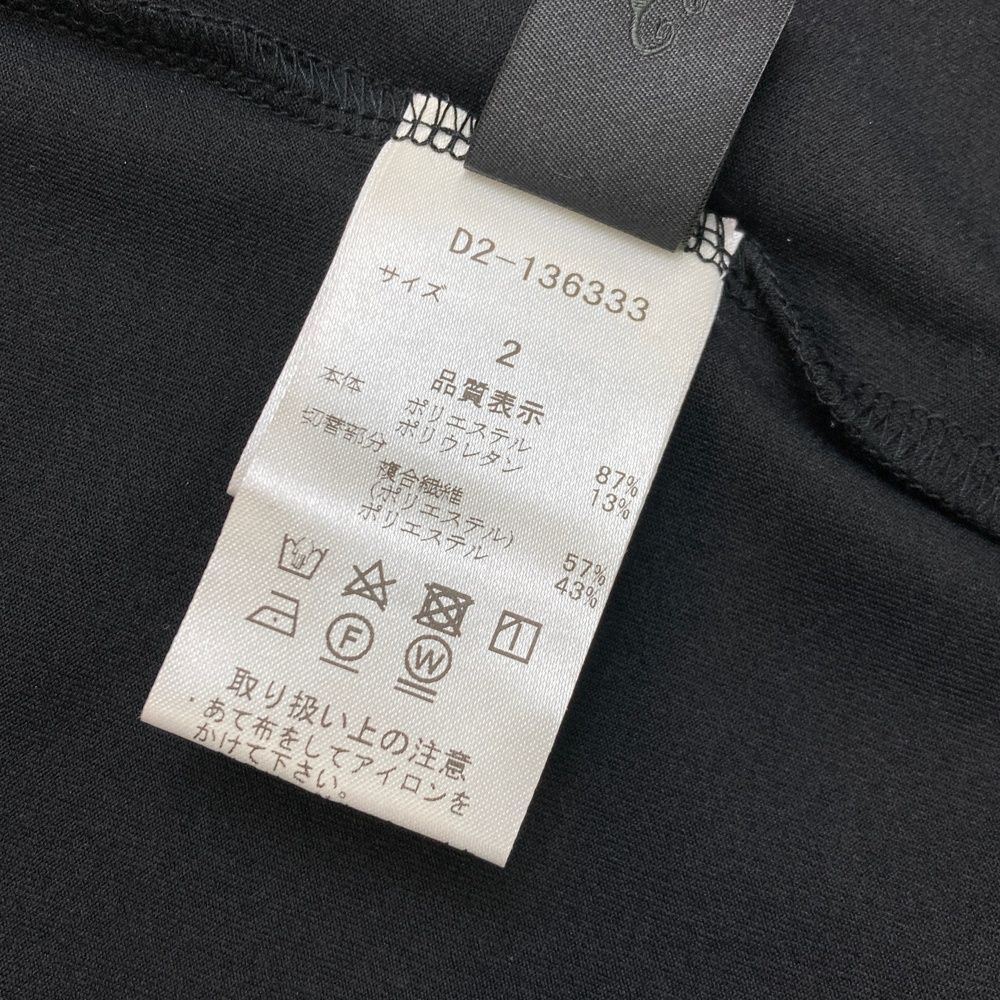 D2-136333
サイズ
2
品質表示
本体 ポリエステル 87%
ポリウレタン 13%
切替部分
複合繊維
(ポリエステル) 57%
ポリエステル 43%
F W
取り扱い上の注意
・あて布をしてアイロンを
かけて下さい。